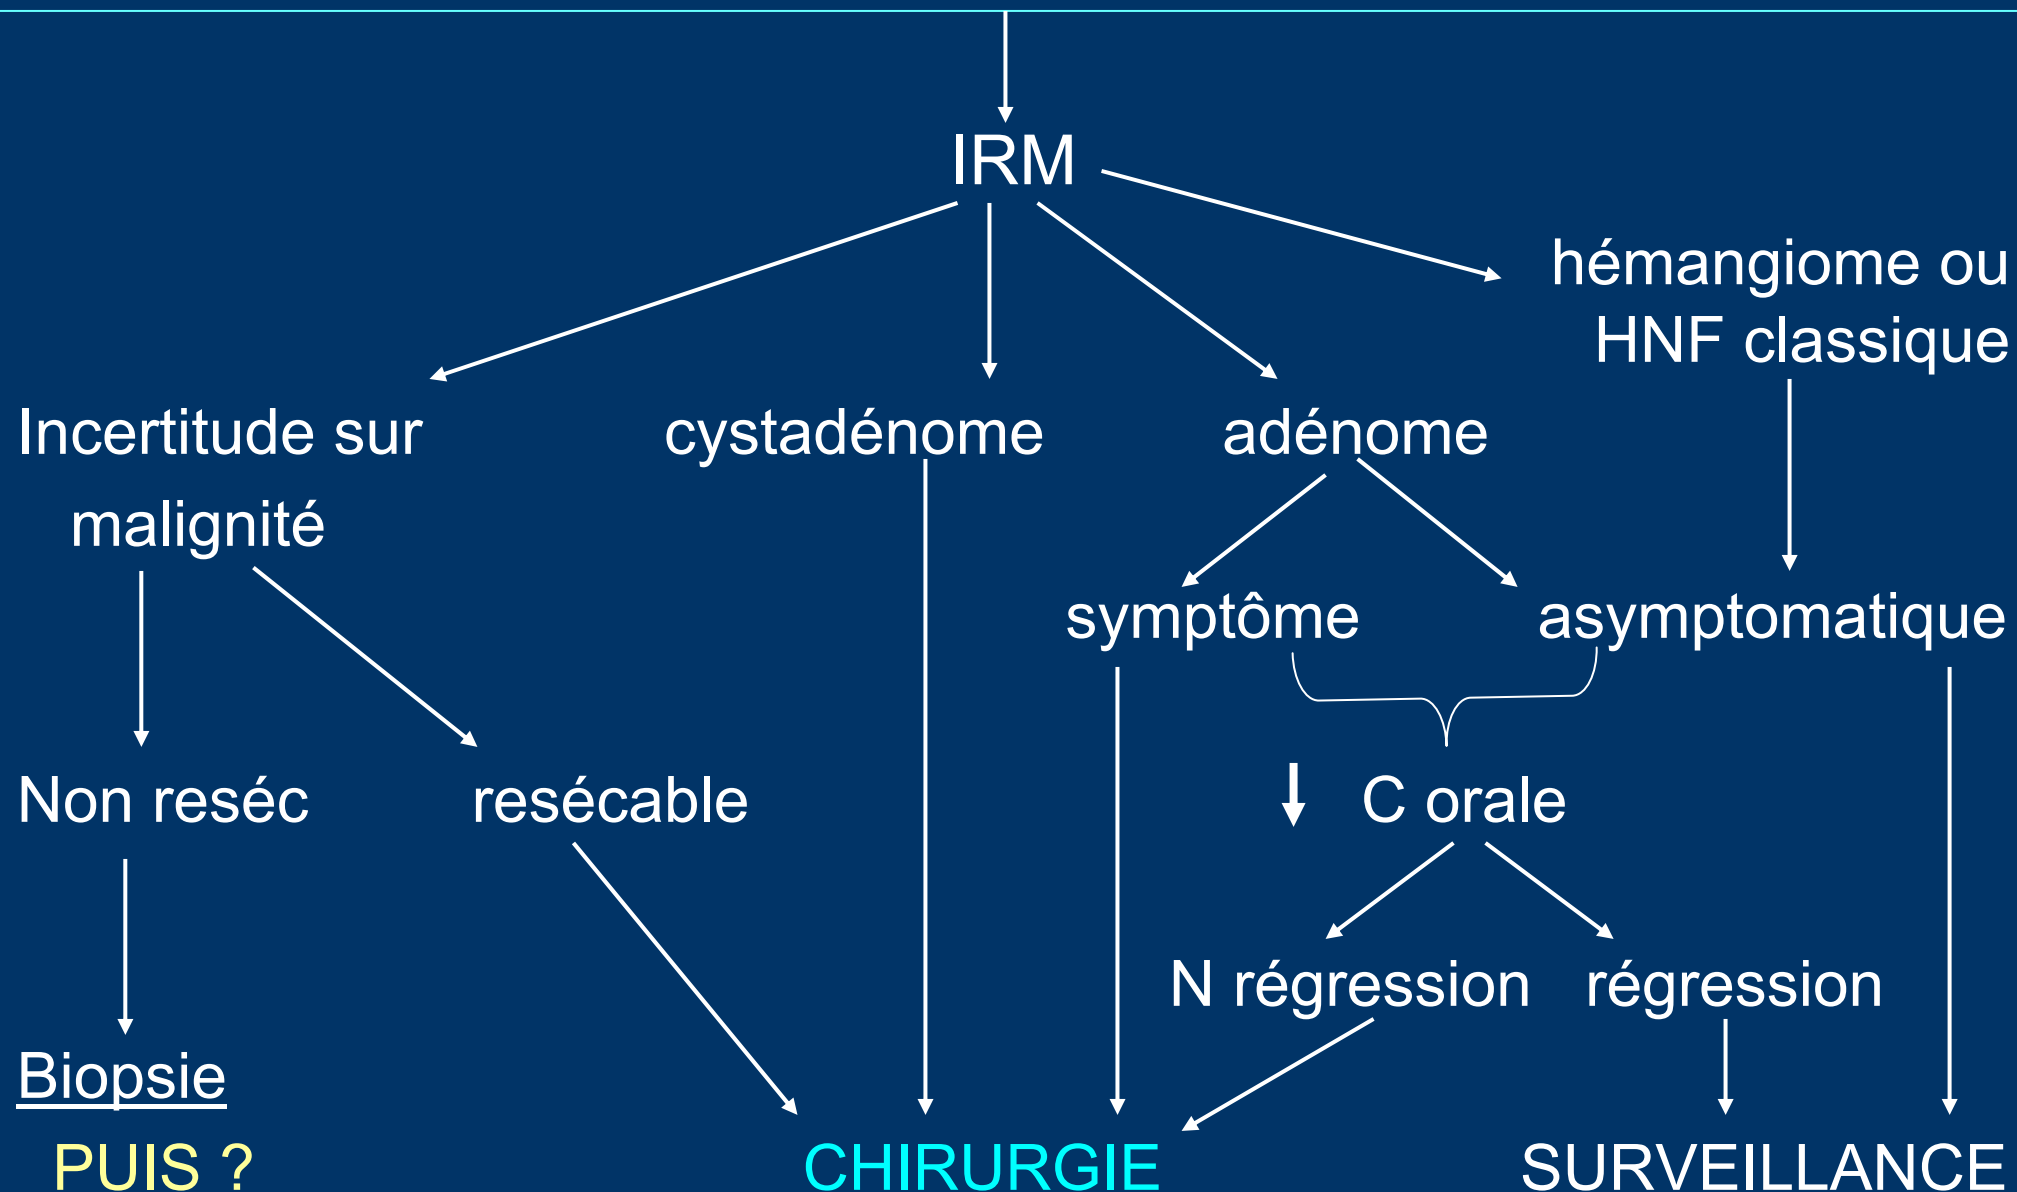 IRM
hémangiome ou
HNF classique
Incertitude sur
malignité
cystadénome
adénome
symptôme
asymptomatique
Non reséc
resécable
C orale
N régression
régression
Biopsie
PUIS ?
CHIRURGIE
SURVEILLANCE